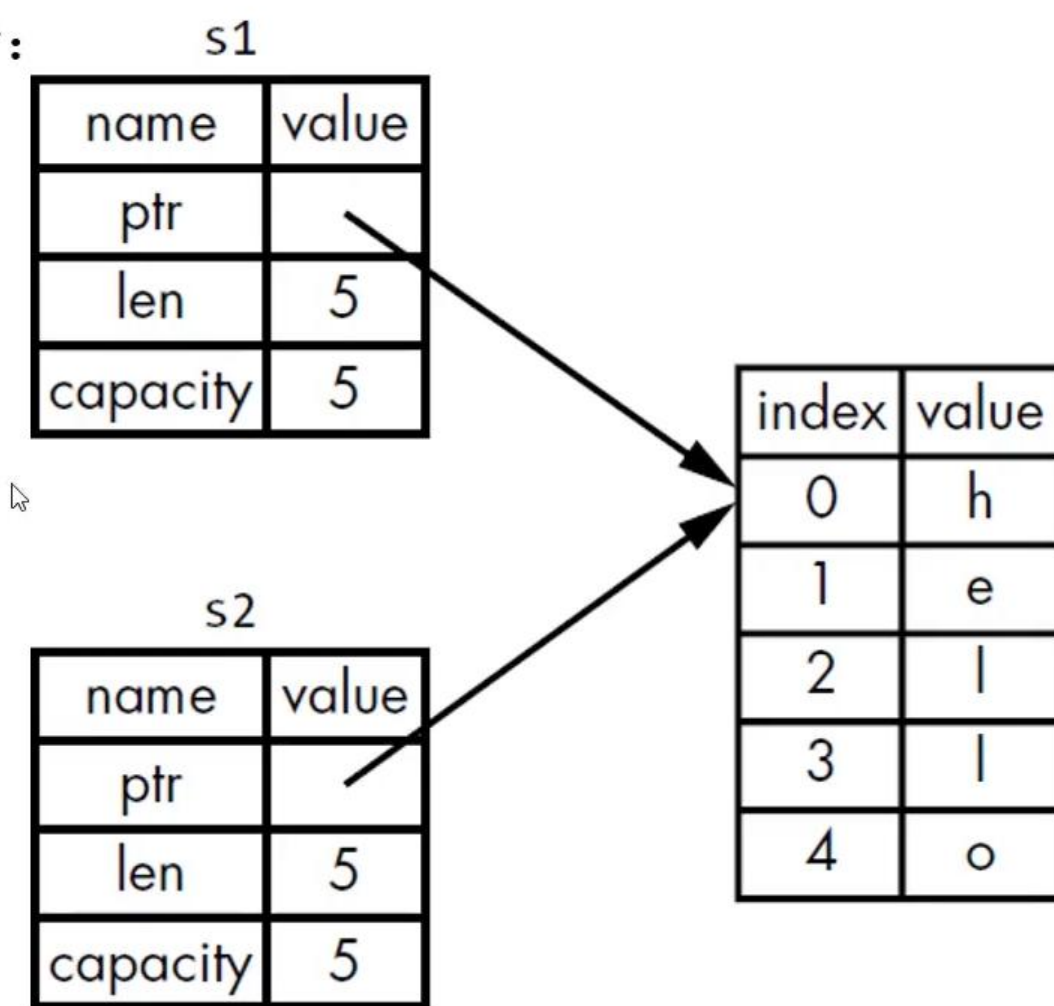 :
s1
name value
ptr
len 5
capacity 5
s2
name value
ptr
len 5
capacity 5
index value
0 h
1 e
2 l
3 l
4 o